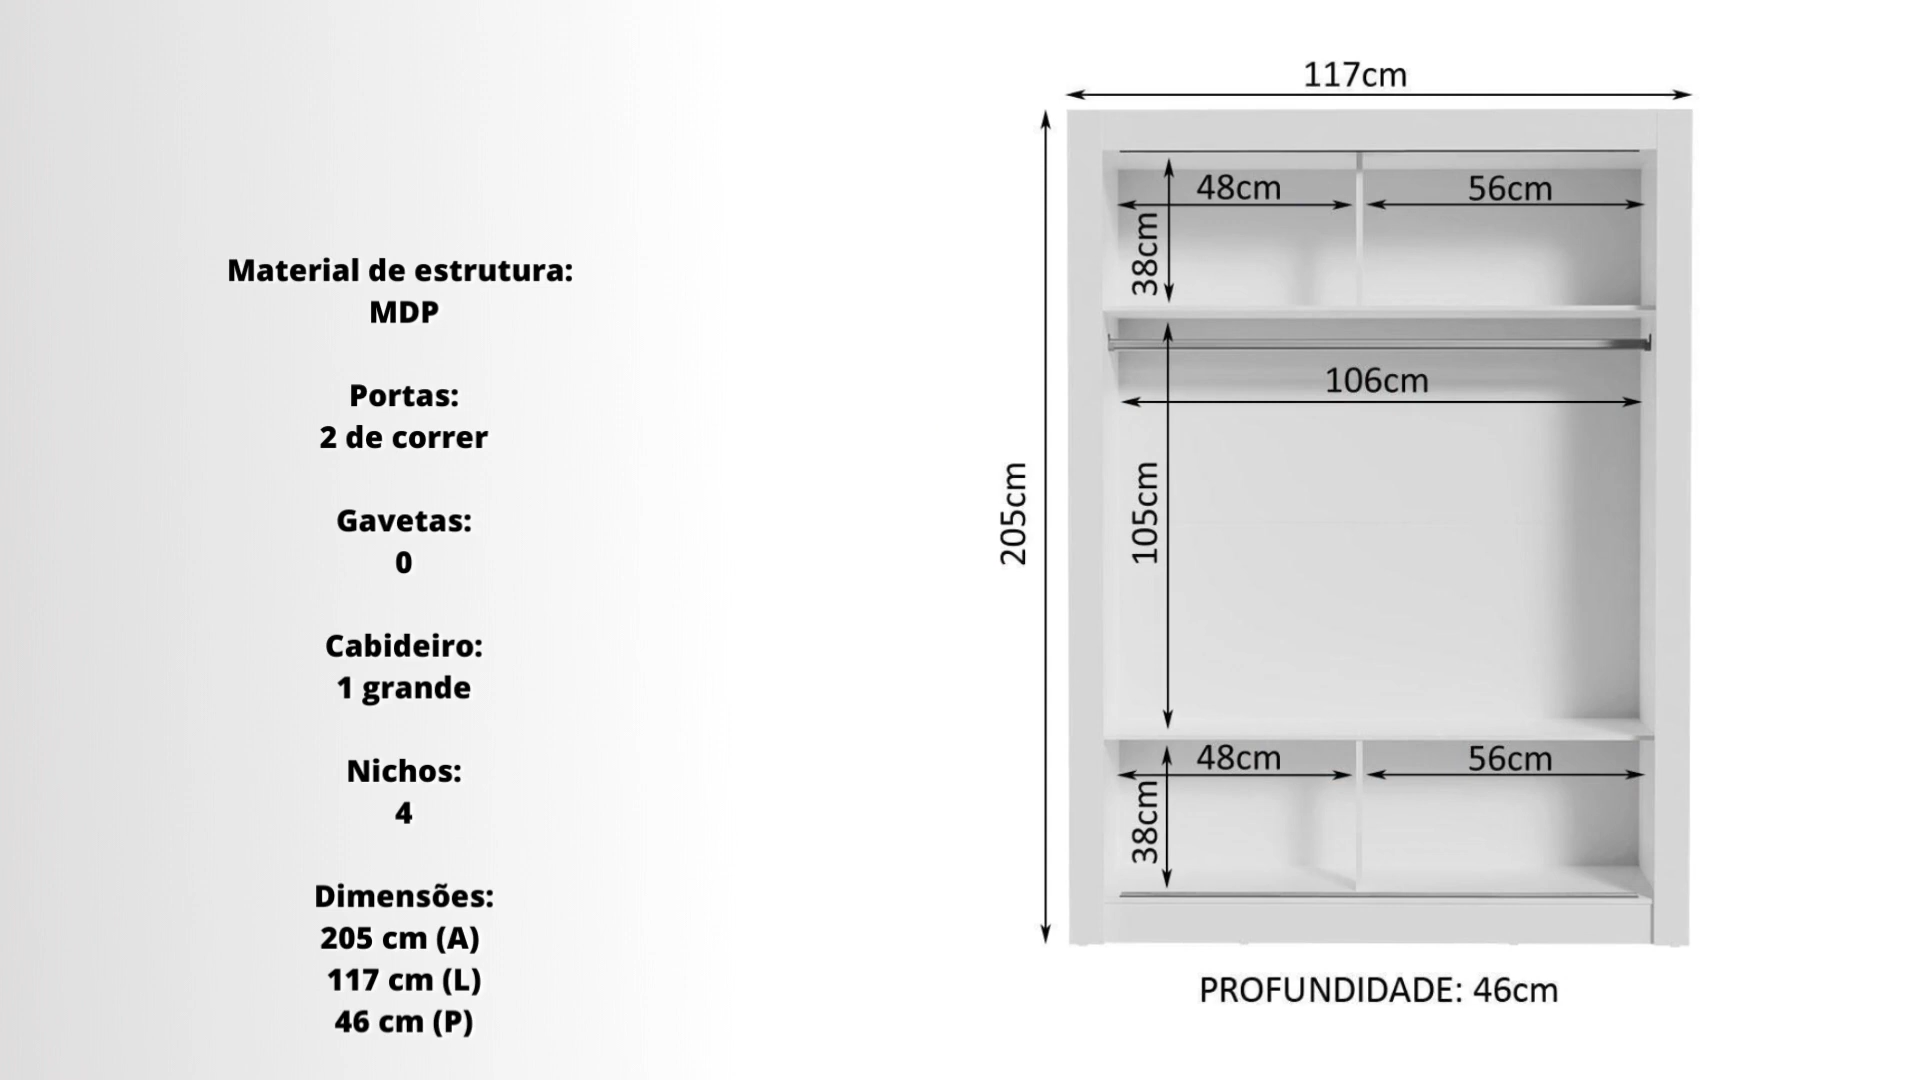 Material de estrutura:
MDP
Portas:
2 de correr
Gavetas:
0
Cabideiro:
1 grande
Nichos:
4
Dimensões:
205 cm (A)
117 cm (L)
46 cm (P)
117cm
205cm
48cm
56cm
38cm
106cm
105cm
48cm
56cm
38cm
PROFUNDIDADE: 46cm